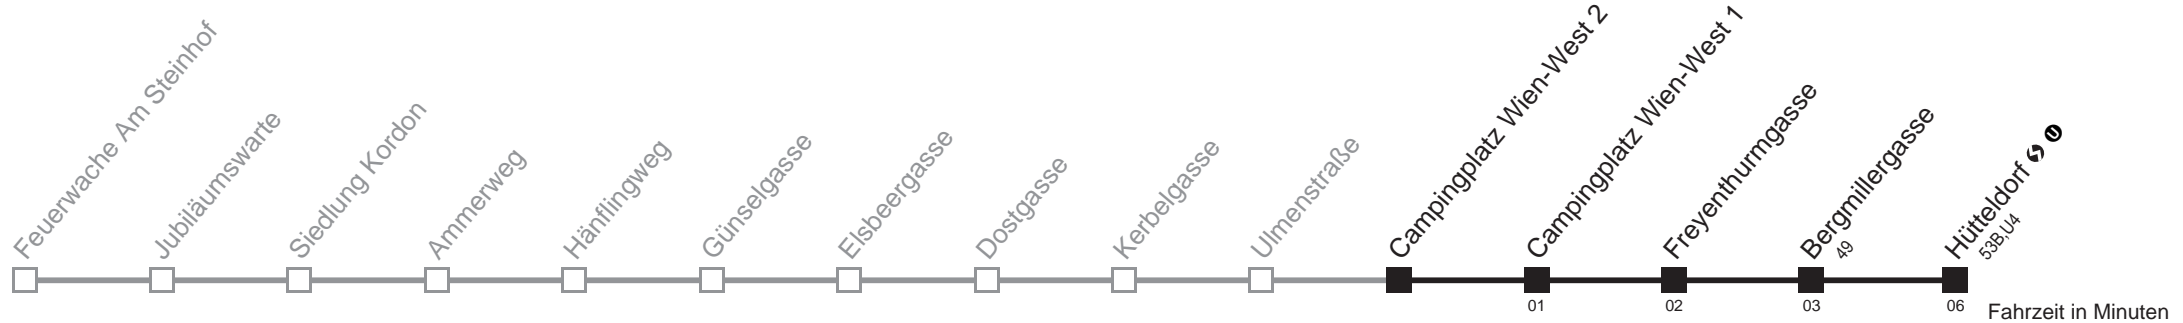 Feuerwache Am Steinhof
Jubiläumswarte
Siedlung Kordon
Ammerweg
Hänflingweg
Günselgasse
Elsbeergasse
Dostgasse
Kerbelgasse
Ulmenstraße
Campingplatz Wien-West 2
Campingplatz Wien-West 1
Freyenthurmgasse
Bergmillergasse
49
Hütteldorf U
53B,U4
01
02
03
06
Fahrzeit in Minuten